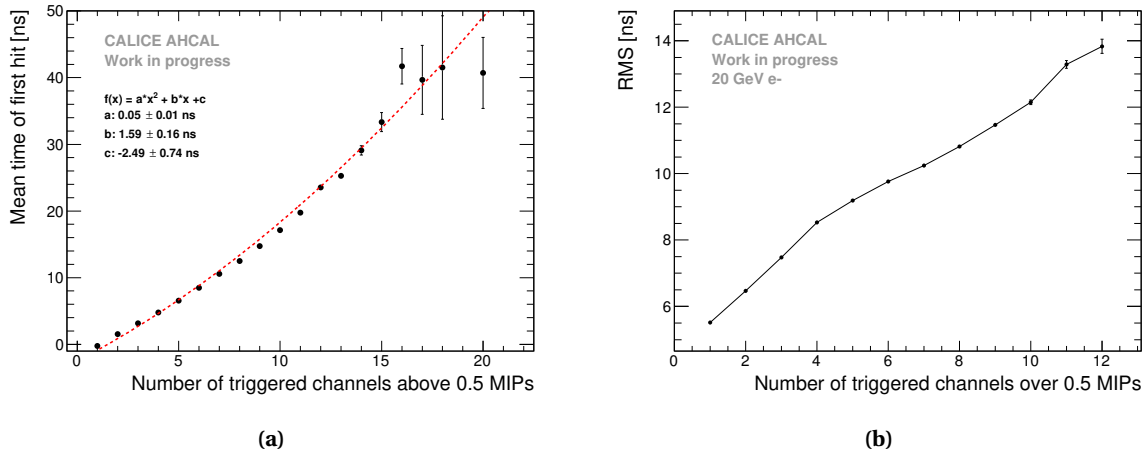 Mean time of first hit [ns]
50
40
30
20
10
0
CALICE AHCAL
Work in progress
f(x) = a*x² + b*x +c
a: 0.05 ± 0.01 ns
b: 1.59 ± 0.16 ns
c: -2.49 ± 0.74 ns
0 5 10 15 20
Number of triggered channels above 0.5 MIPs
(a)
RMS [ns]
14
12
10
8
6
CALICE AHCAL
Work in progress
20 GeV e-
0 2 4 6 8 10 12
Number of triggered channels over 0.5 MIPs
(b)